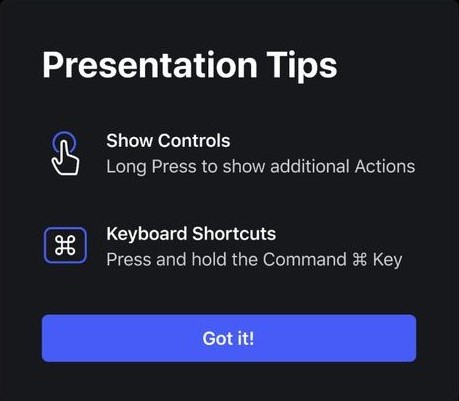 Presentation Tips
Show Controls
Long Press to show additional Actions
⌘
Keyboard Shortcuts
Press and hold the Command ⌘ Key
Got it!